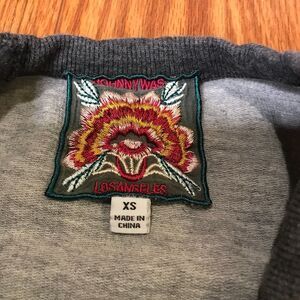 JOHNNY WAS
LOS ANGELES
XS
MADE IN
CHINA